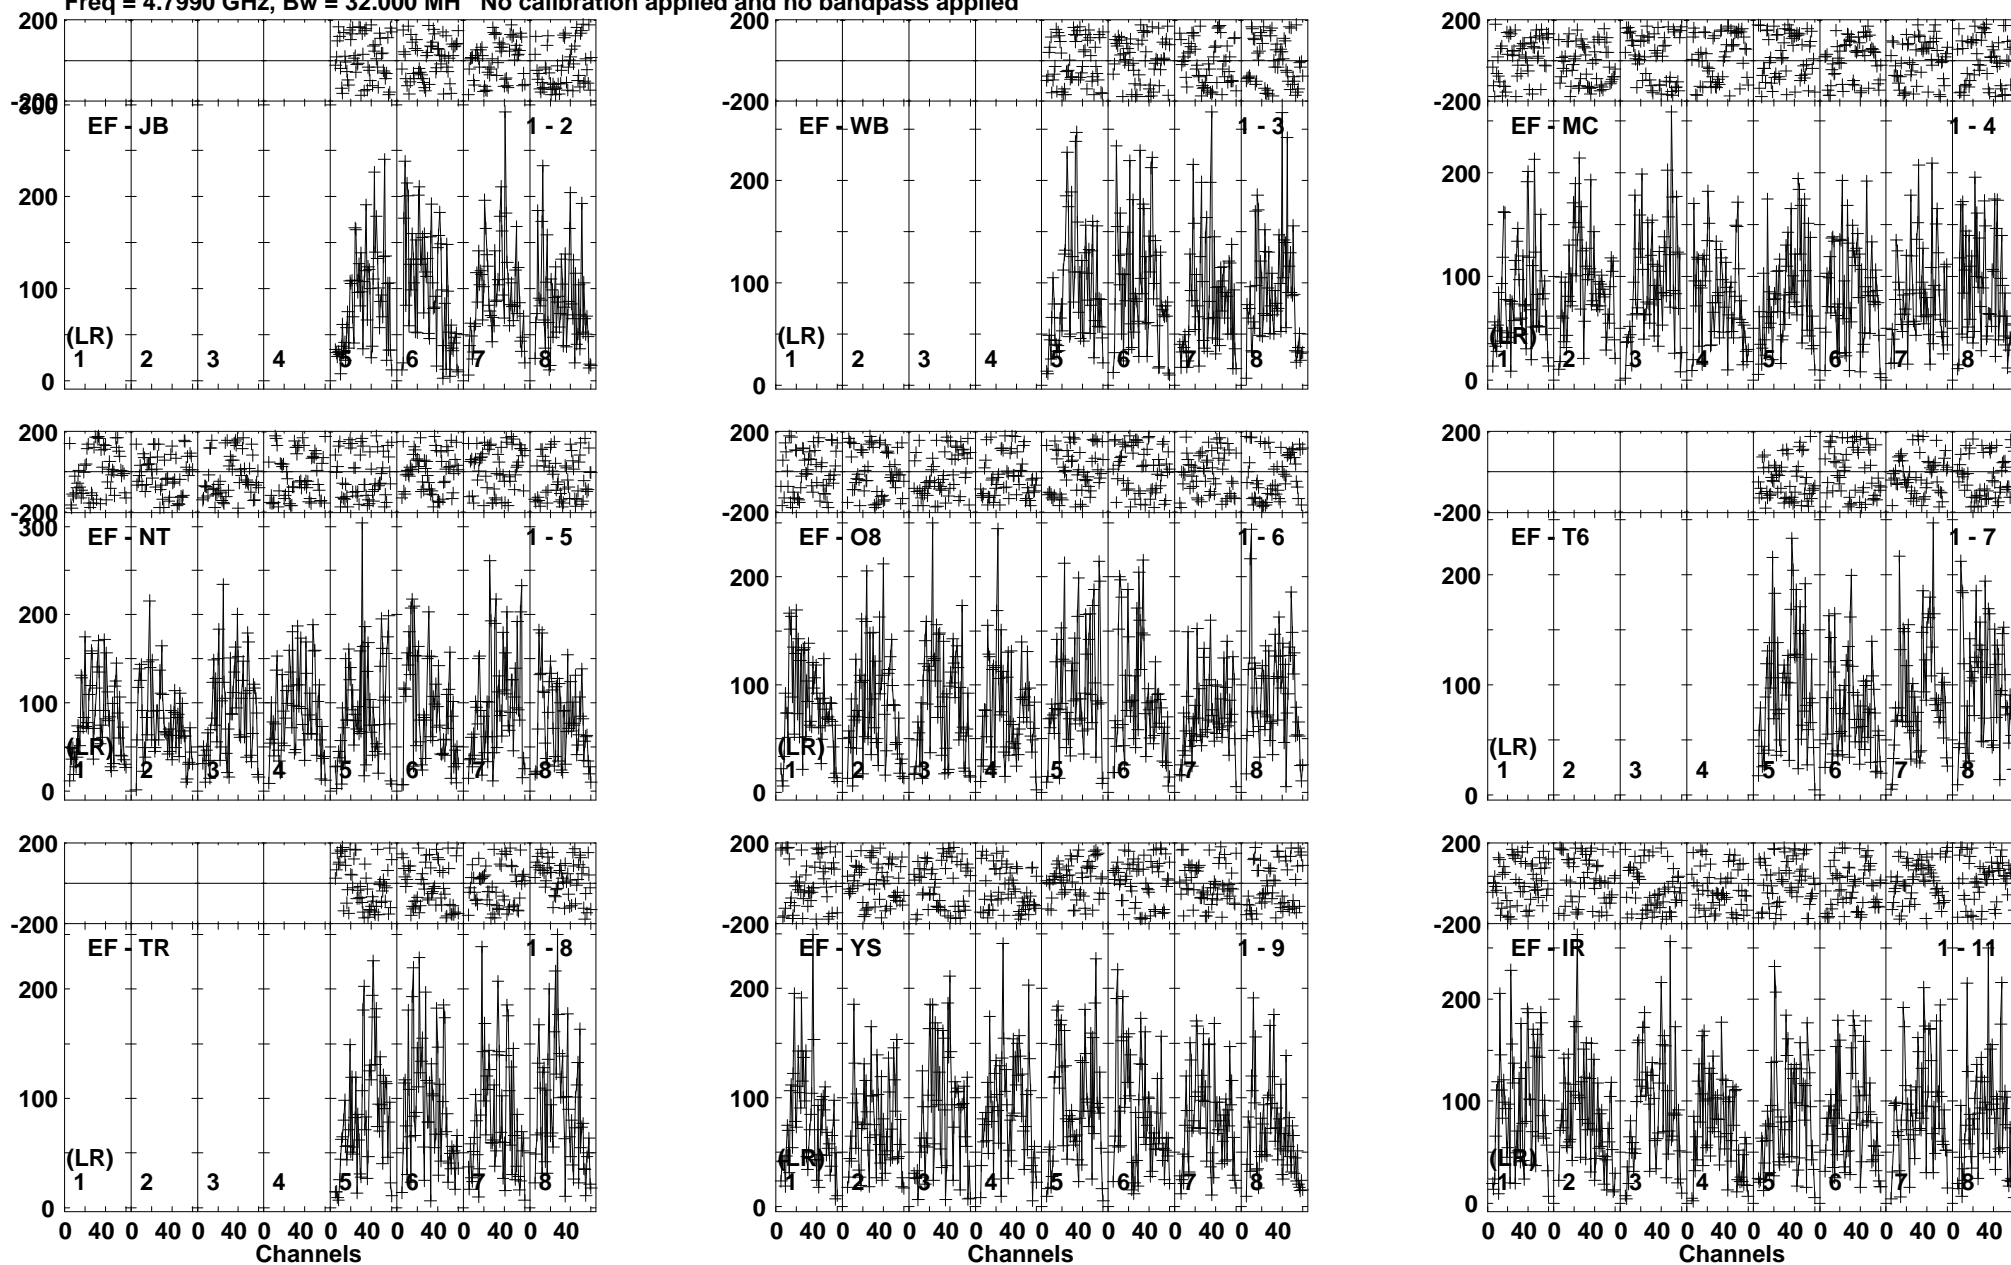 Freq = 4.7990 GHz, Bw = 32.000 MH No calibration applied and no bandpass applied
200
-200
300
200
100
0
EF - JB 1 - 2
(LR)
1 2 3 4 5 6 7 8
200
-200
200
100
0
EF - WB 1 - 3
(LR)
1 2 3 4 5 6 7 8
200
-200
200
100
0
EF - MC 1 - 4
(LR)
1 2 3 4 5 6 7 8
200
-200
300
200
100
0
EF - NT 1 - 5
(LR)
1 2 3 4 5 6 7 8
200
-200
200
100
0
EF - O8 1 - 6
(LR)
1 2 3 4 5 6 7 8
200
-200
200
100
0
EF - T6 1 - 7
(LR)
1 2 3 4 5 6 7 8
200
-200
200
100
0
EF - TR 1 - 8
(LR)
1 2 3 4 5 6 7 8
0 40 0 40 0 40 0 40 0 40 0 40 0 40 0 40
Channels
200
-200
200
100
0
EF - YS 1 - 9
(LR)
1 2 3 4 5 6 7 8
0 40 0 40 0 40 0 40 0 40 0 40 0 40 0 40
Channels
200
-200
200
100
0
EF - IR 1 - 11
(LR)
1 2 3 4 5 6 7 8
0 40 0 40 0 40 0 40 0 40 0 40 0 40 0 40
Channels